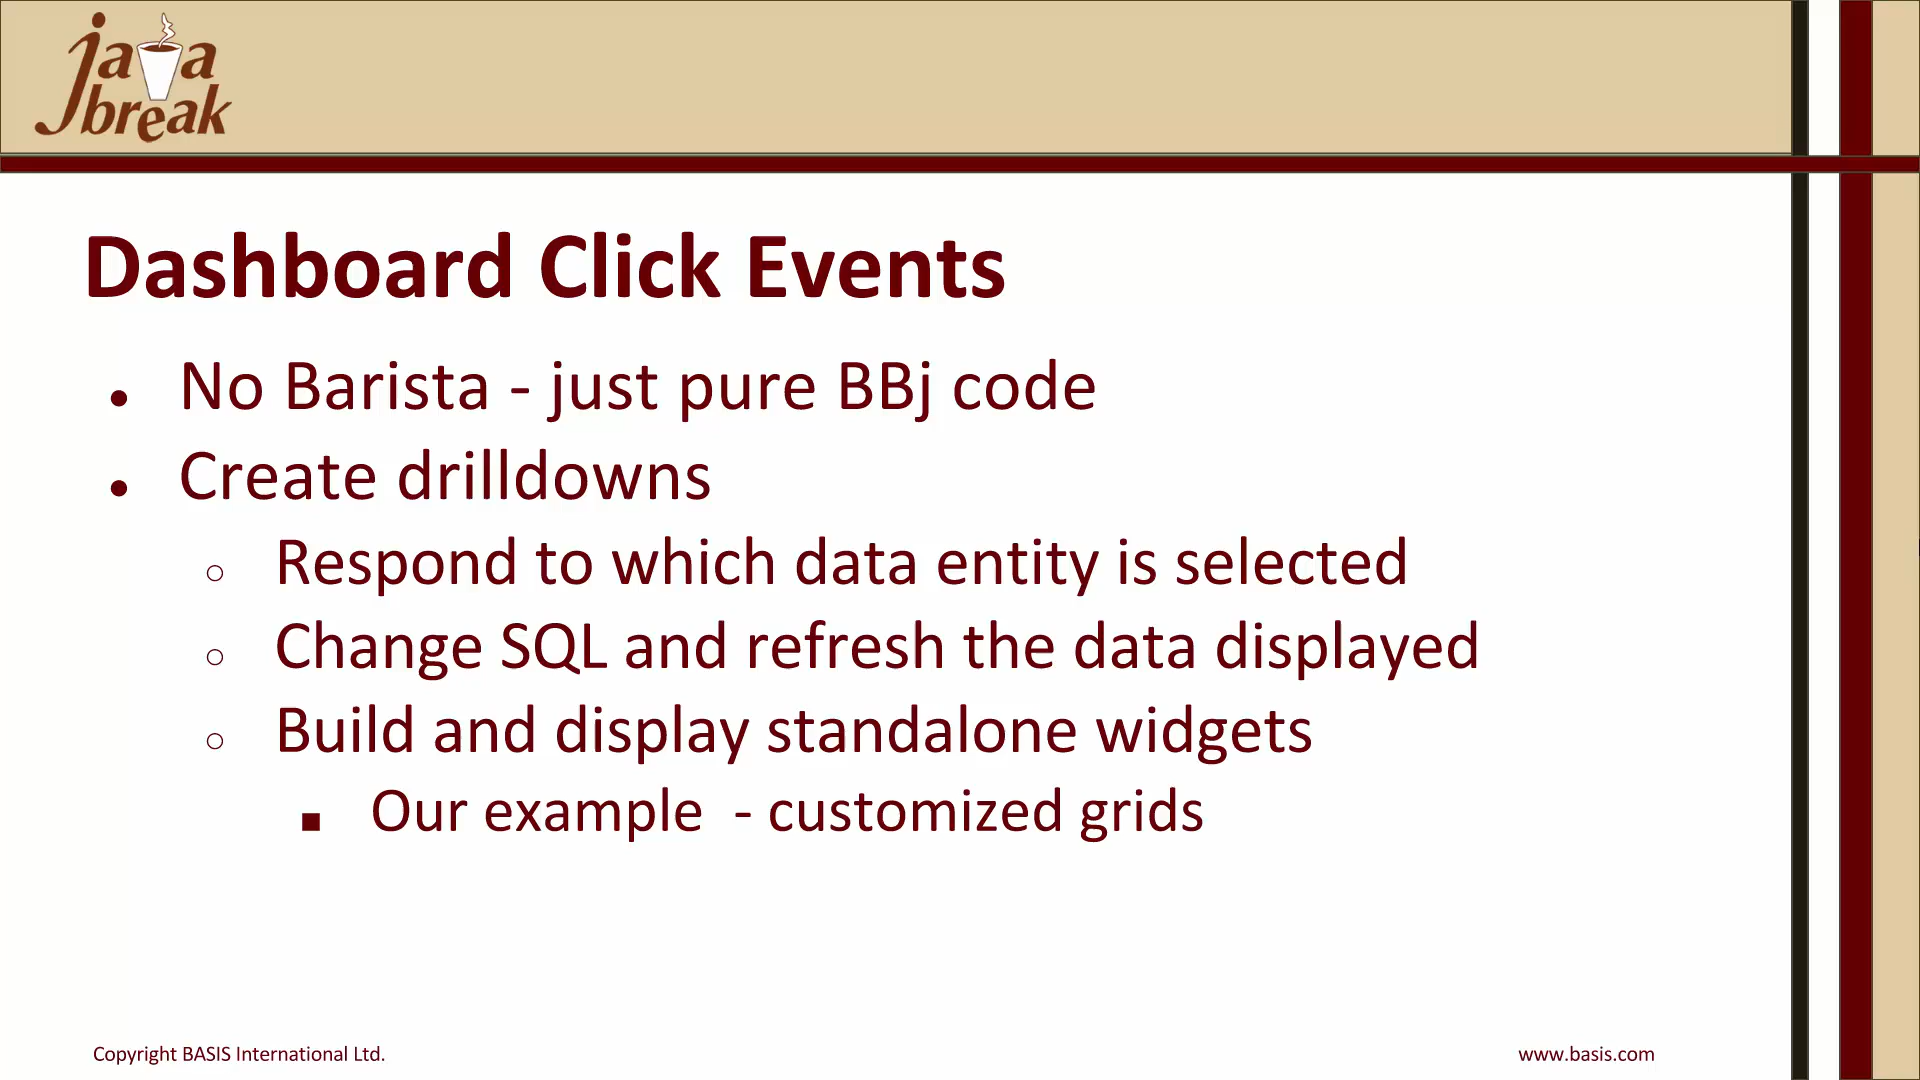 java
break
Dashboard Click Events
● No Barista - just pure BBj code
● Create drilldowns
○ Respond to which data entity is selected
○ Change SQL and refresh the data displayed
○ Build and display standalone widgets
■ Our example - customized grids
Copyright BASIS International Ltd.
www.basis.com